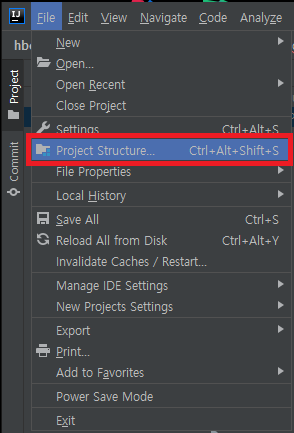 IJ File Edit View Navigate Code Analyze
hb
Project
Commit
New
Open...
Open Recent
Close Project
Settings Ctrl+Alt+S
Project Structure... Ctrl+Alt+Shift+S
File Properties
Local History
Save All Ctrl+S
Reload All from Disk Ctrl+Alt+Y
Invalidate Caches / Restart...
Manage IDE Settings
New Projects Settings
Export
Print...
Add to Favorites
Power Save Mode
Exit